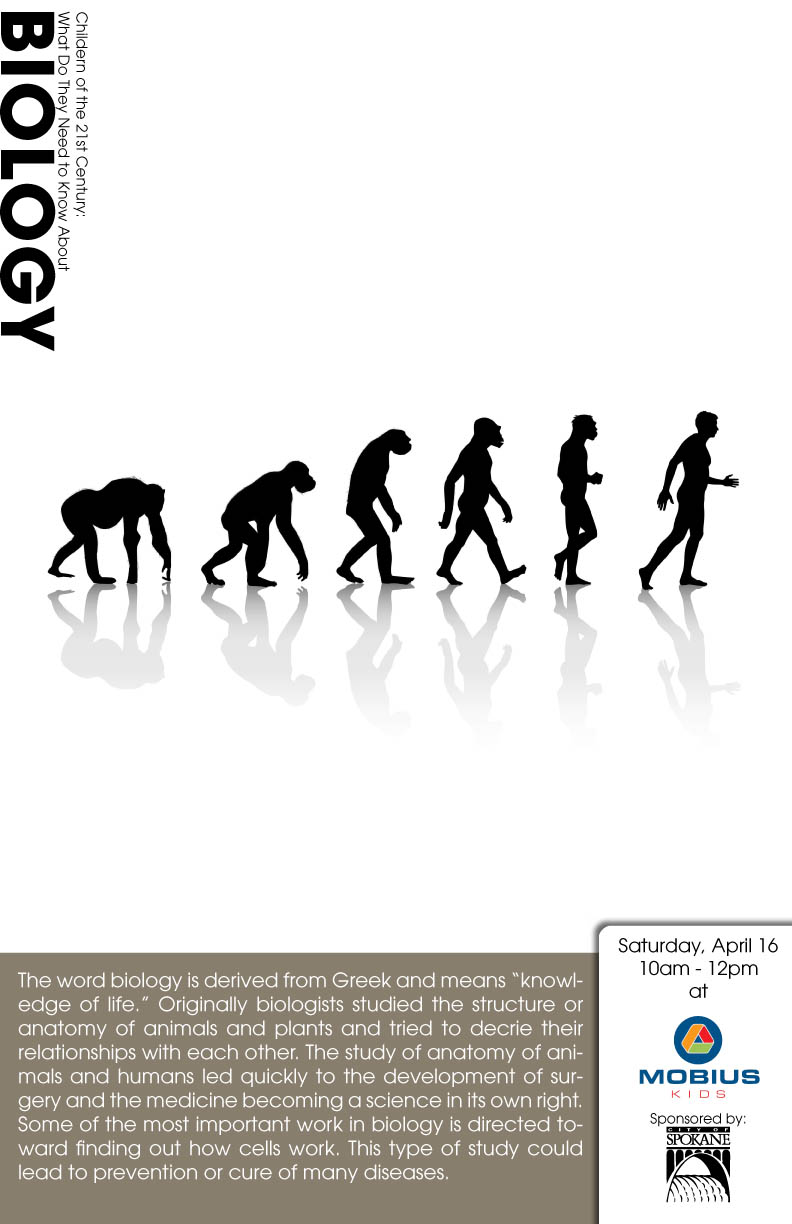 Childern of the 21st Century:
What Do They Need to Know About
BIOLOGY
The word biology is derived from Greek and means “knowl-
edge of life.” Originally biologists studied the structure or
anatomy of animals and plants and tried to decrie their
relationships with each other. The study of anatomy of ani-
mals and humans led quickly to the development of sur-
gery and the medicine becoming a science in its own right.
Some of the most important work in biology is directed to-
ward finding out how cells work. This type of study could
lead to prevention or cure of many diseases.
Saturday, April 16
10am - 12pm
at
MOBIUS
KIDS
Sponsored by:
CITY OF
SPOKANE